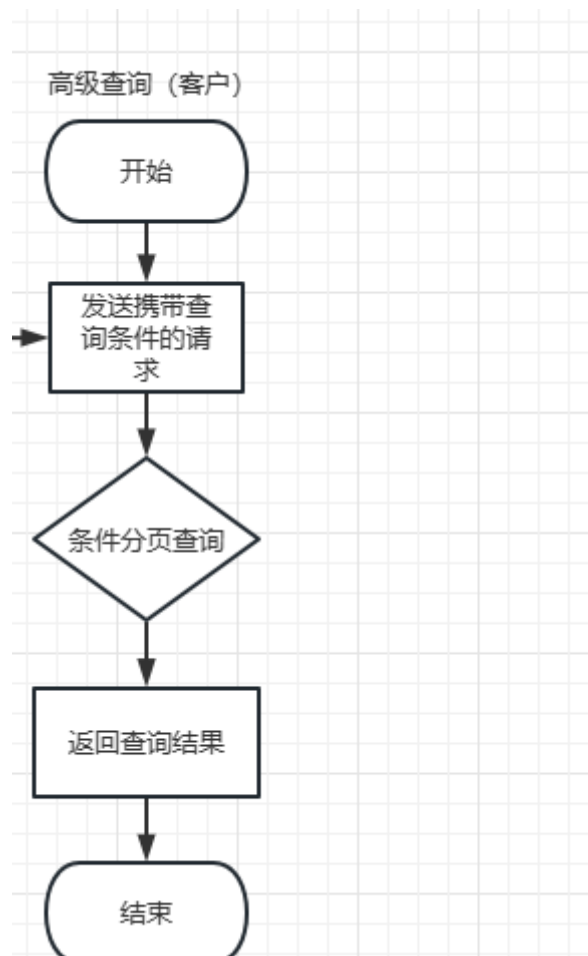 高级查询（客户）
开始
发送携带查
询条件的请
求
条件分页查询
返回查询结果
结束